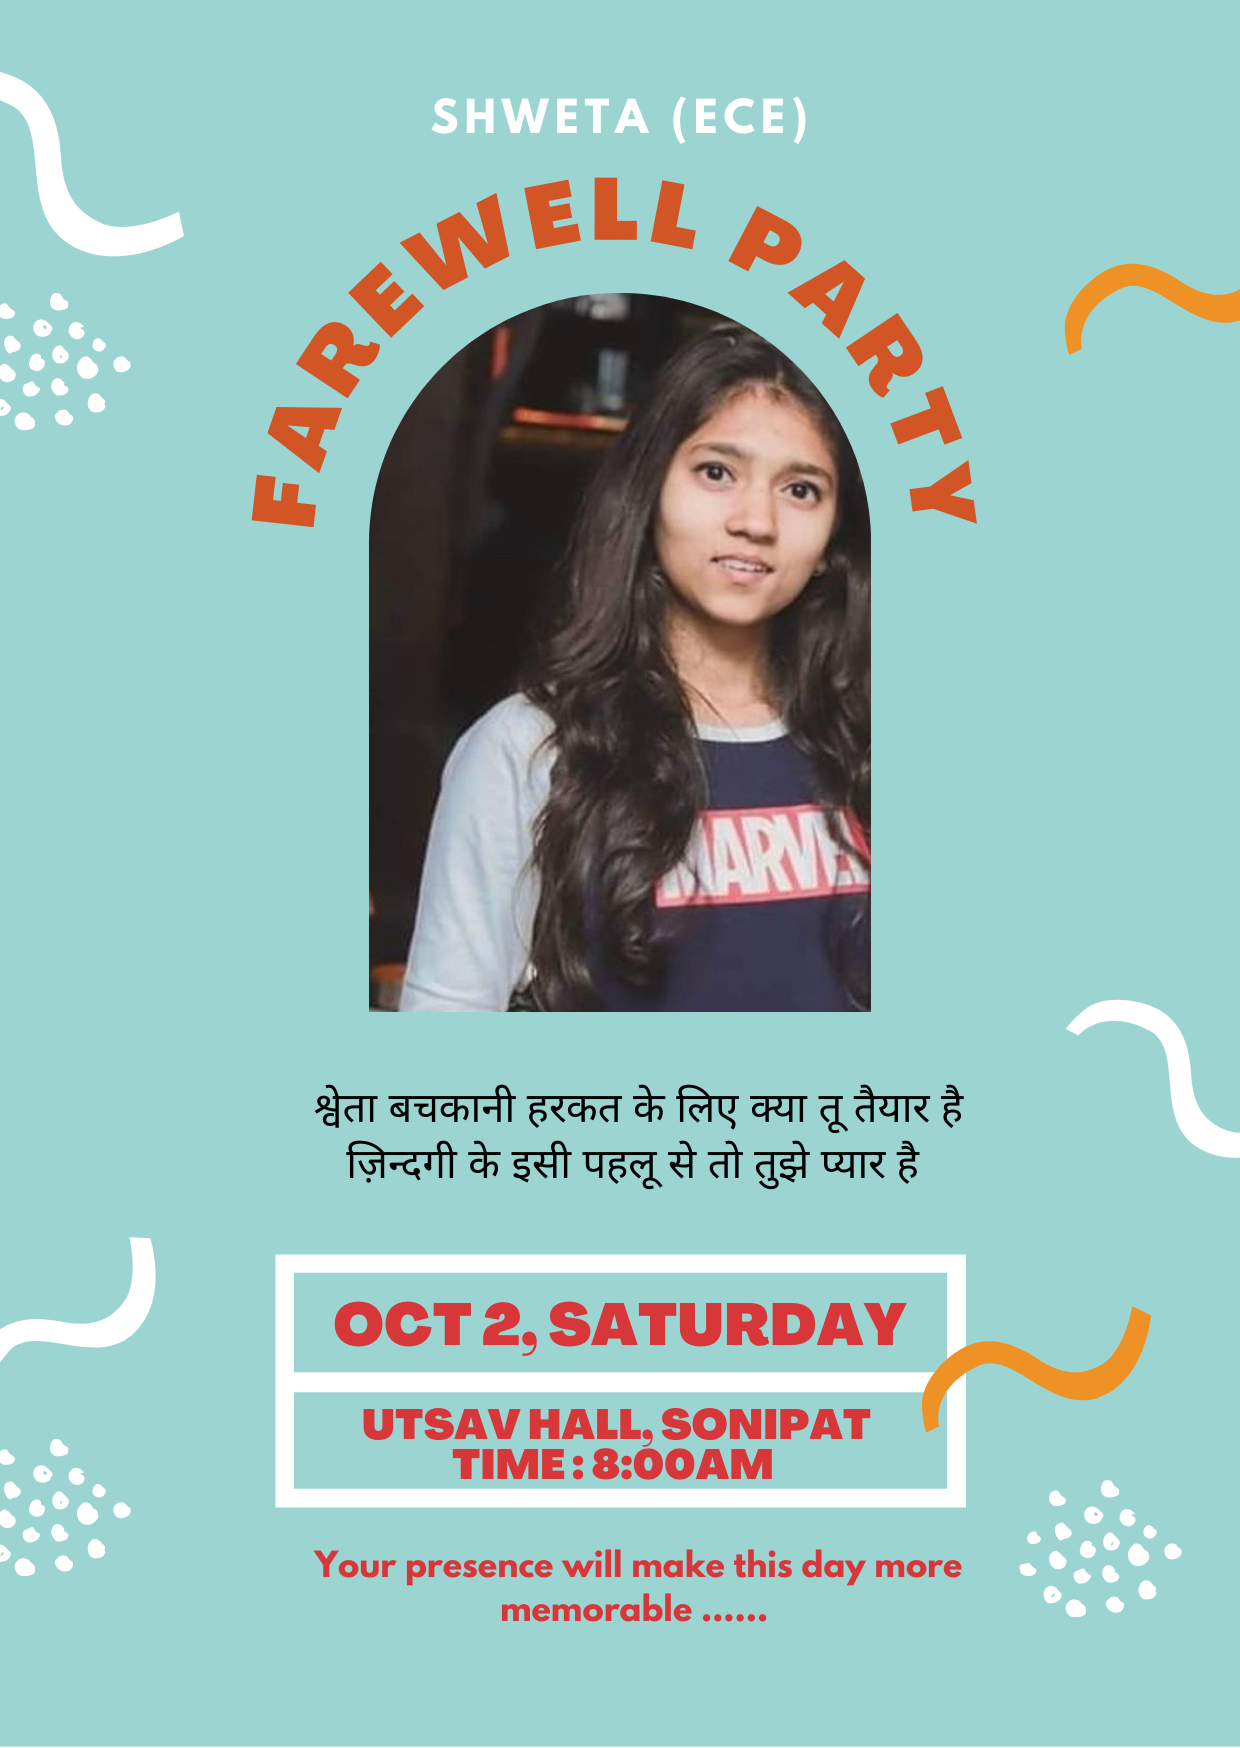 SHWETA (ECE)
FAREWELL PARTY
MARVEL
श्वेता बचकानी हरकत के लिए क्या तू तैयार है
ज़िन्दगी के इसी पहलू से तो तुझे प्यार है
OCT 2, SATURDAY
UTSAV HALL, SONIPAT
TIME : 8:00AM
Your presence will make this day more
memorable ......